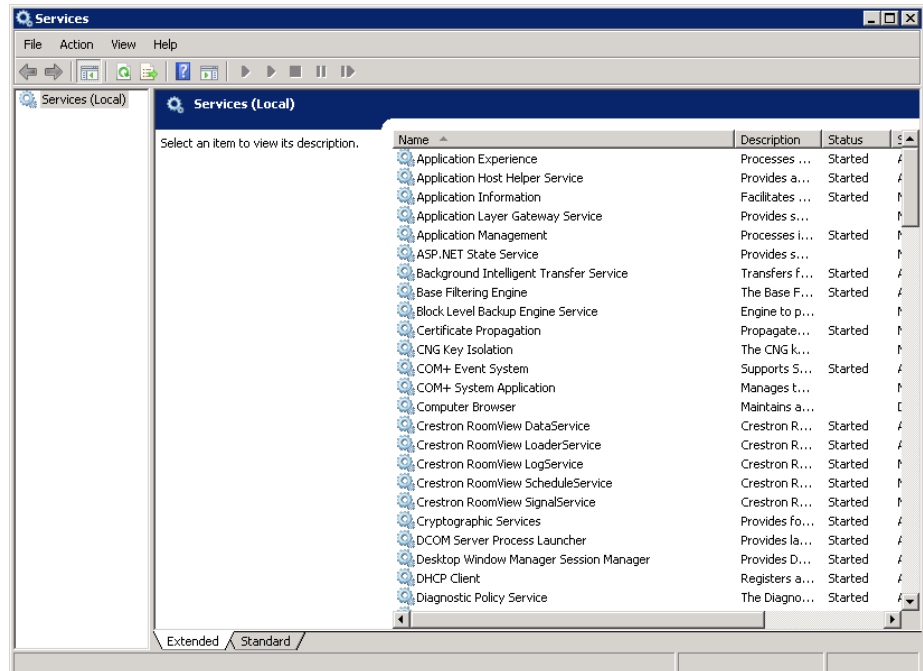 Services
File Action View Help
Services (Local)
Services (Local)
Select an item to view its description.
Name Description Status
Application Experience Processes ... Started
Application Host Helper Service Provides a... Started
Application Information Facilitates ... Started
Application Layer Gateway Service Provides s...
Application Management Processes i... Started
ASP.NET State Service Provides s...
Background Intelligent Transfer Service Transfers f... Started
Base Filtering Engine The Base F... Started
Block Level Backup Engine Service Engine to p...
Certificate Propagation Propagate... Started
CNG Key Isolation The CNG k...
COM+ Event System Supports S... Started
COM+ System Application Manages t...
Computer Browser Maintains a...
Crestron RoomView DataService Crestron R... Started
Crestron RoomView LoaderService Crestron R... Started
Crestron RoomView LogService Crestron R... Started
Crestron RoomView ScheduleService Crestron R... Started
Crestron RoomView SignalService Crestron R... Started
Cryptographic Services Provides fo... Started
DCOM Server Process Launcher Provides la... Started
Desktop Window Manager Session Manager Provides D... Started
DHCP Client Registers a... Started
Diagnostic Policy Service The Diagno... Started
Extended Standard